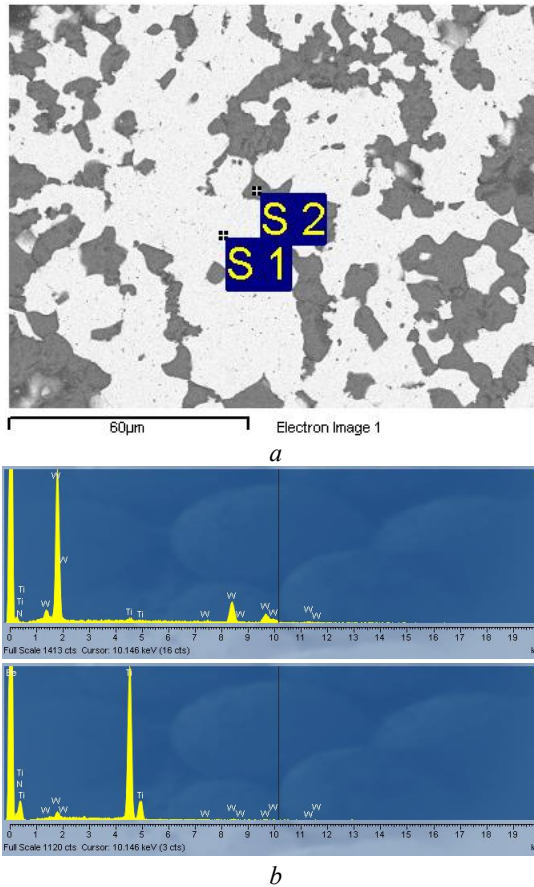 S 2
S 1
60µm Electron Image 1
a
W
W
Ti
Ti
N
W
Ti
Ti
W
W
W
W
W
W
W
0 1 2 3 4 5 6 7 8 9 10 11 12 13 14 15 16 17 18 19
Full Scale 1413 cts Cursor: 10.146 keV (16 cts)
Ti
Ti
N
W
W
W
Ti
W
W
W
W
W
W
W
0 1 2 3 4 5 6 7 8 9 10 11 12 13 14 15 16 17 18 19
Full Scale 1120 cts Cursor: 10.146 keV (3 cts)
b